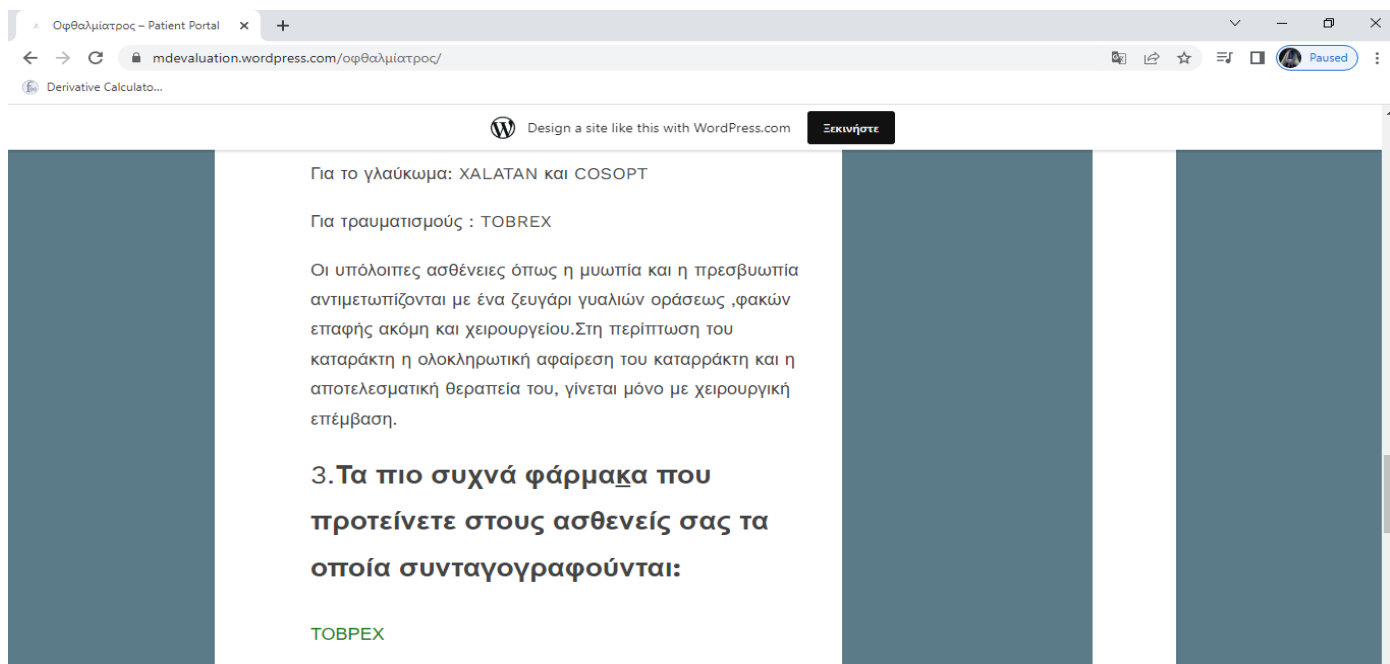 Οφθαλμίατρος – Patient Portal
mdevaluation.wordpress.com/οφθαλμίατρος/
Paused
Derivative Calculato...
Design a site like this with WordPress.com
Ξεκινήστε
Για το γλαύκωμα: XALATAN και COSOPT
Για τραυματισμούς : TOBREX
Οι υπόλοιπες ασθένειες όπως η μυωπία και η πρεσβυωπία
αντιμετωπίζονται με ένα ζευγάρι γυαλιών οράσεως ,φακών
επαφής ακόμη και χειρουργείου.Στη περίπτωση του
καταράκτη η ολοκληρωτική αφαίρεση του καταρράκτη και η
αποτελεσματική θεραπεία του, γίνεται μόνο με χειρουργική
επέμβαση.
3.Τα πιο συχνά φάρμακα που
προτείνετε στους ασθενείς σας τα
οποία συνταγογραφούνται:
TOBPEX